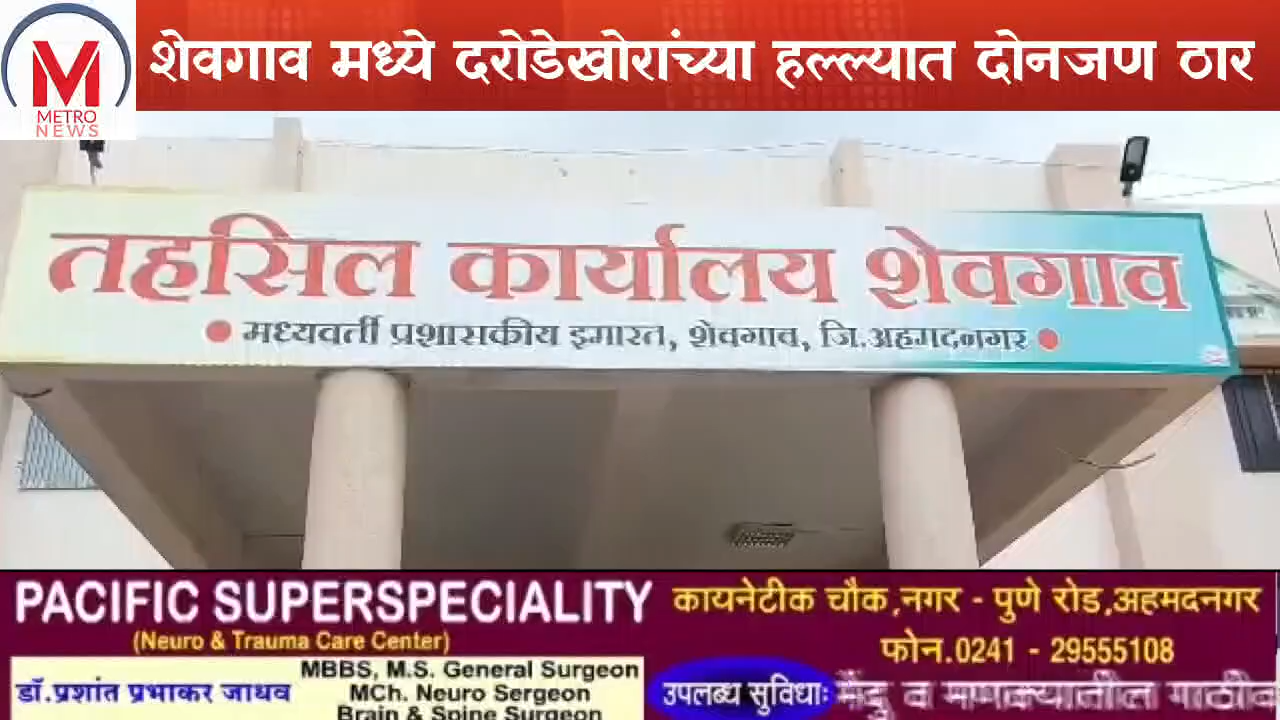 शेवगाव मध्ये दरोडेखोरांच्या हल्ल्यात दोनजण ठार
M
METRO
NEWS
तहसिल कार्यालय शेवगाव
मध्यवर्ती प्रशासकीय इमारत, शेवगाव, जि.अहमदनगर
PACIFIC SUPERSPECIALITY
(Neuro & Trauma Care Center)
कायनेटीक चौक,नगर - पुणे रोड,अहमदनगर
फोन.0241 - 29555108
डॉ.प्रशांत प्रभाकर जाधव
MBBS, M.S. General Surgeon
MCh. Neuro Sergeon
Brain & Spine Surgeon
उपलब्ध सुविधाः मेंदु व मणक्यातील गाठीव